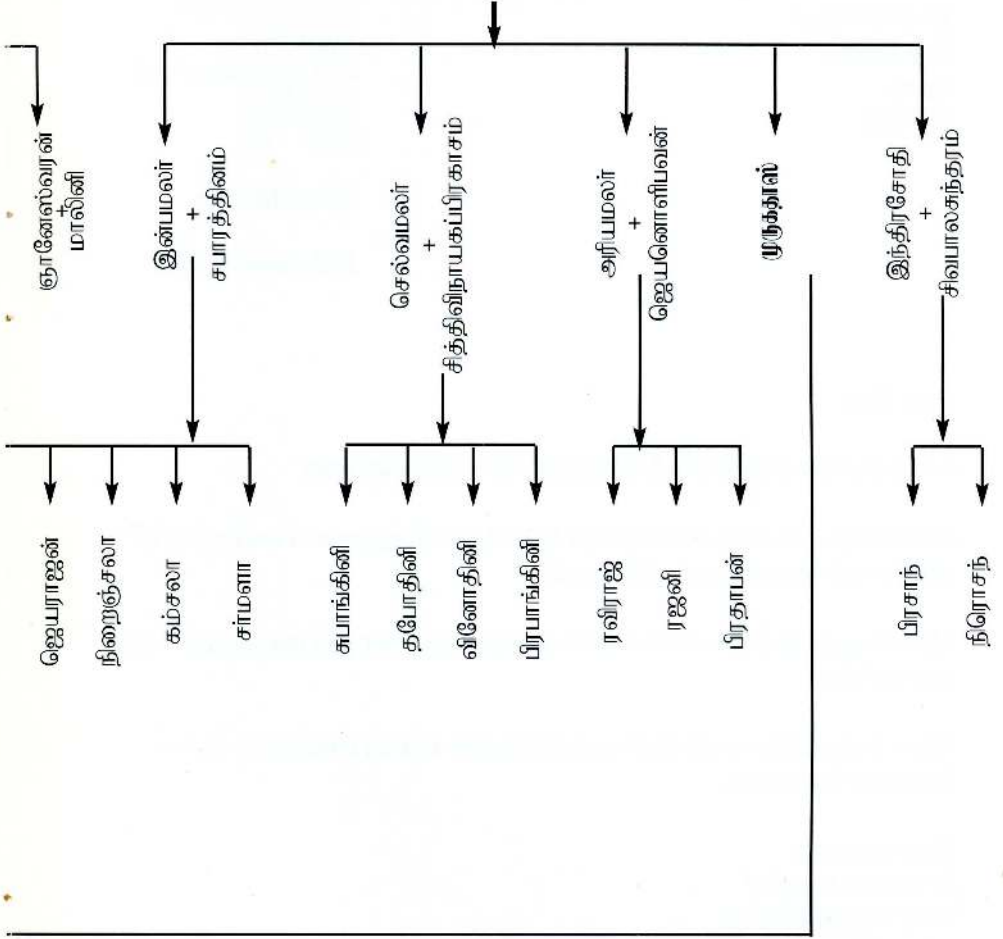 ஞானேஸ்வரன்
+
மாலினி
இன்பமலர்
+
சபாரத்தினம்
செல்வமலர்
+
சித்திவிநாயகப்பிரகாசம்
அரியமலர்
+
ஜெயனொளிபவன்
முருகதாஸ்
இந்திரசோதி
+
சிவபாலசுந்தரம்
ஜெயராஜன்
நிறைஞ்சலா
கம்சலா
சர்மளா
சுபாங்கினி
தபோதினி
வினோதினி
பிரபாங்கினி
ரவிராஜ்
ரஜனி
பிரதாபன்
பிரசாந்
நிரொசந்